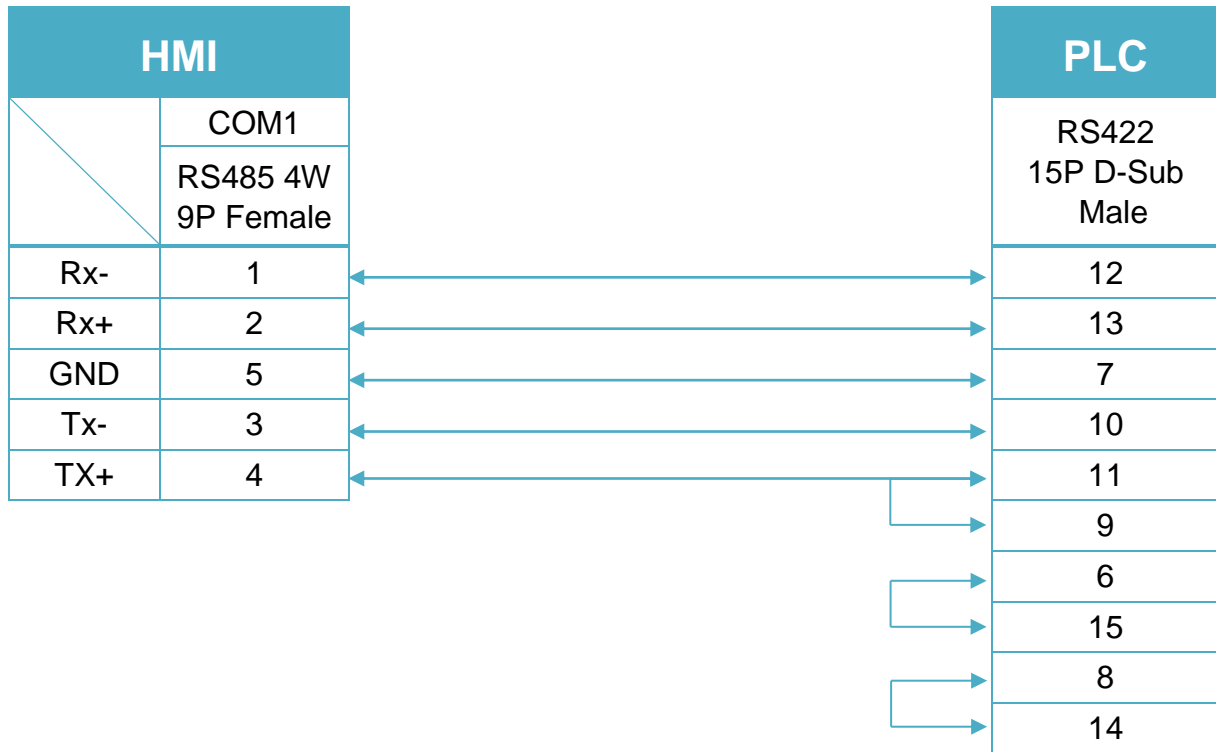 HMI
PLC
COM1
RS485 4W
9P Female
RS422
15P D-Sub
Male
Rx- 1 12
Rx+ 2 13
GND 5 7
Tx- 3 10
TX+ 4 11
9
6
15
8
14